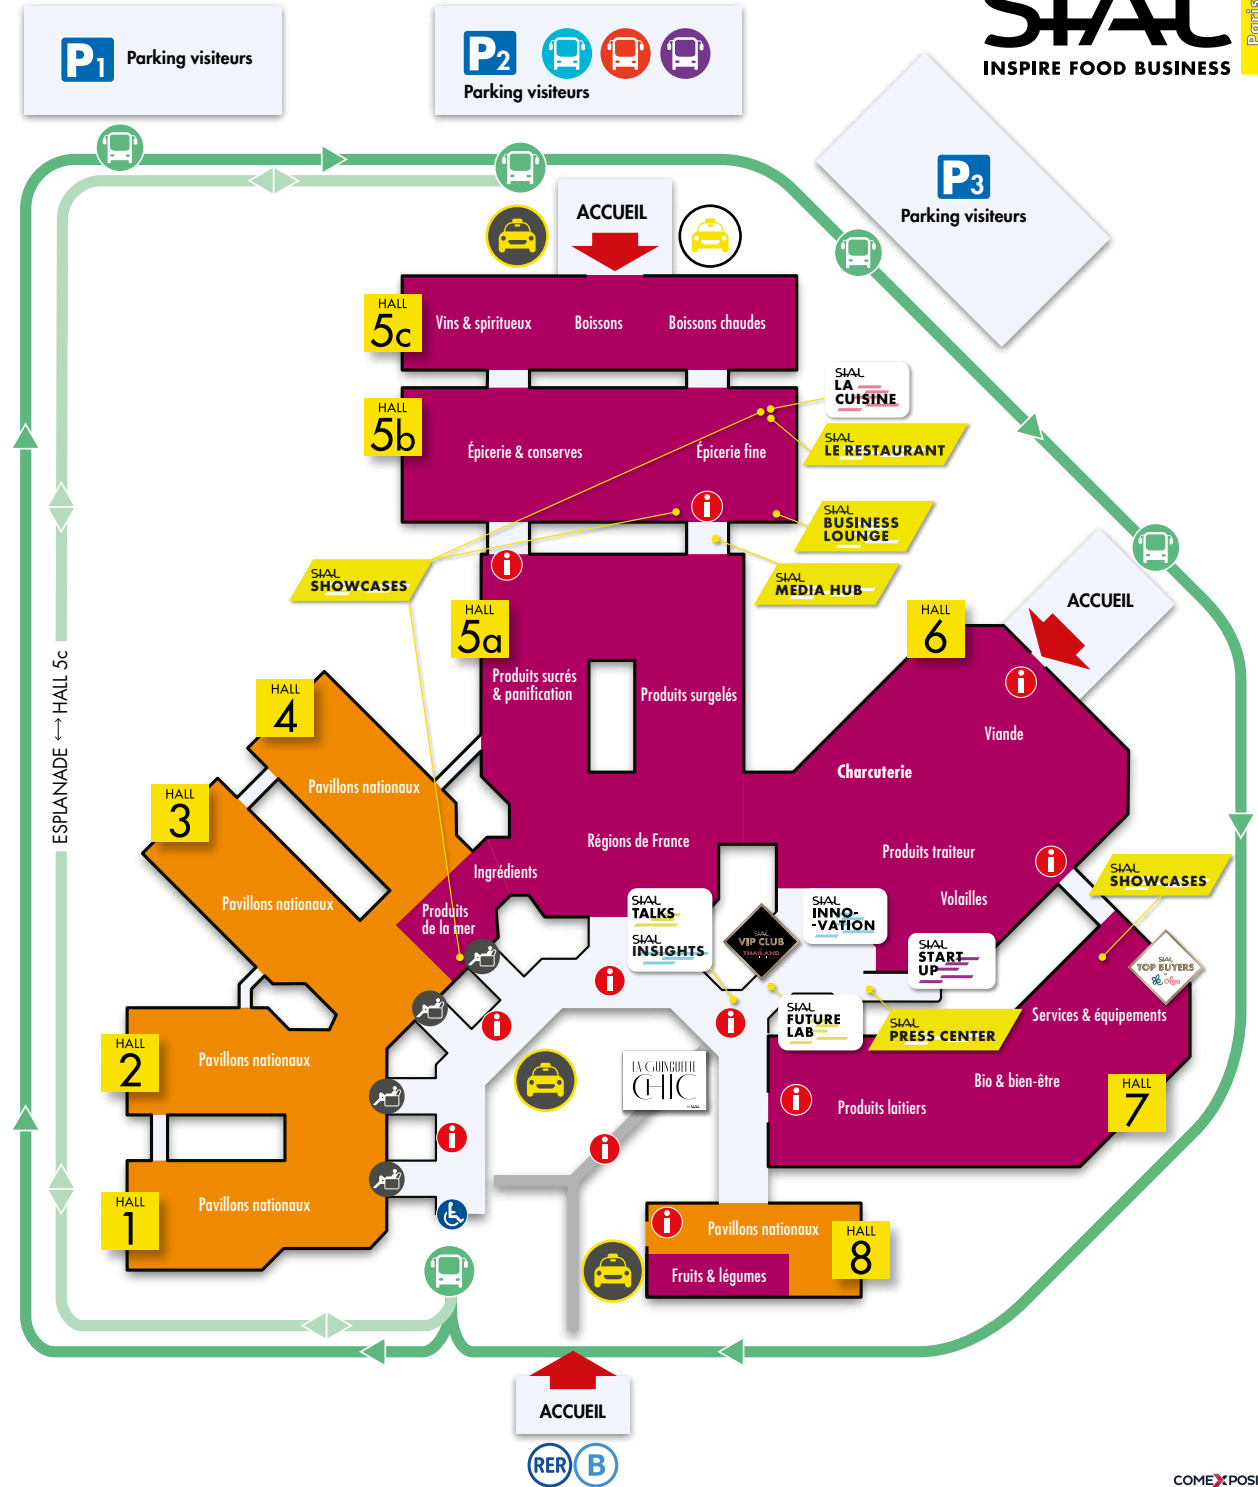 P1 Parking visiteurs
P2
Parking visiteurs
SIAL
Paris
INSPIRE FOOD BUSINESS
P3
Parking visiteurs
ACCUEIL
HALL
5c
Vins & spiritueux
Boissons
Boissons chaudes
SIAL
LA
CUISINE
HALL
5b
Épicerie & conserves
Épicerie fine
SIAL
LE RESTAURANT
SIAL
BUSINESS
LOUNGE
SIAL
SHOWCASES
SIAL
MEDIA HUB
HALL
5a
Produits sucrés
& panification
Produits surgelés
HALL
6
ACCUEIL
Viande
Charcuterie
ESPLANADE ⟷ HALL 5c
HALL
4
Pavillons nationaux
HALL
3
Pavillons nationaux
Régions de France
Ingrédients
Produits
de la mer
Produits traiteur
Volailles
SIAL
SHOWCASES
SIAL
TALKS
SIAL
INSIGHTS
SIAL
VIP CLUB
THAILAND
SIAL
INNO-
-VATION
SIAL
START
UP
SIAL
TOP BUYERS
SIAL
FUTURE
LAB
SIAL
PRESS CENTER
Services & équipements
HALL
2
Pavillons nationaux
LA GUINGUETTE
CHIC
Bio & bien-être
Produits laitiers
HALL
7
HALL
1
Pavillons nationaux
Pavillons nationaux
HALL
8
Fruits & légumes
ACCUEIL
RER B
COMEXPOSI